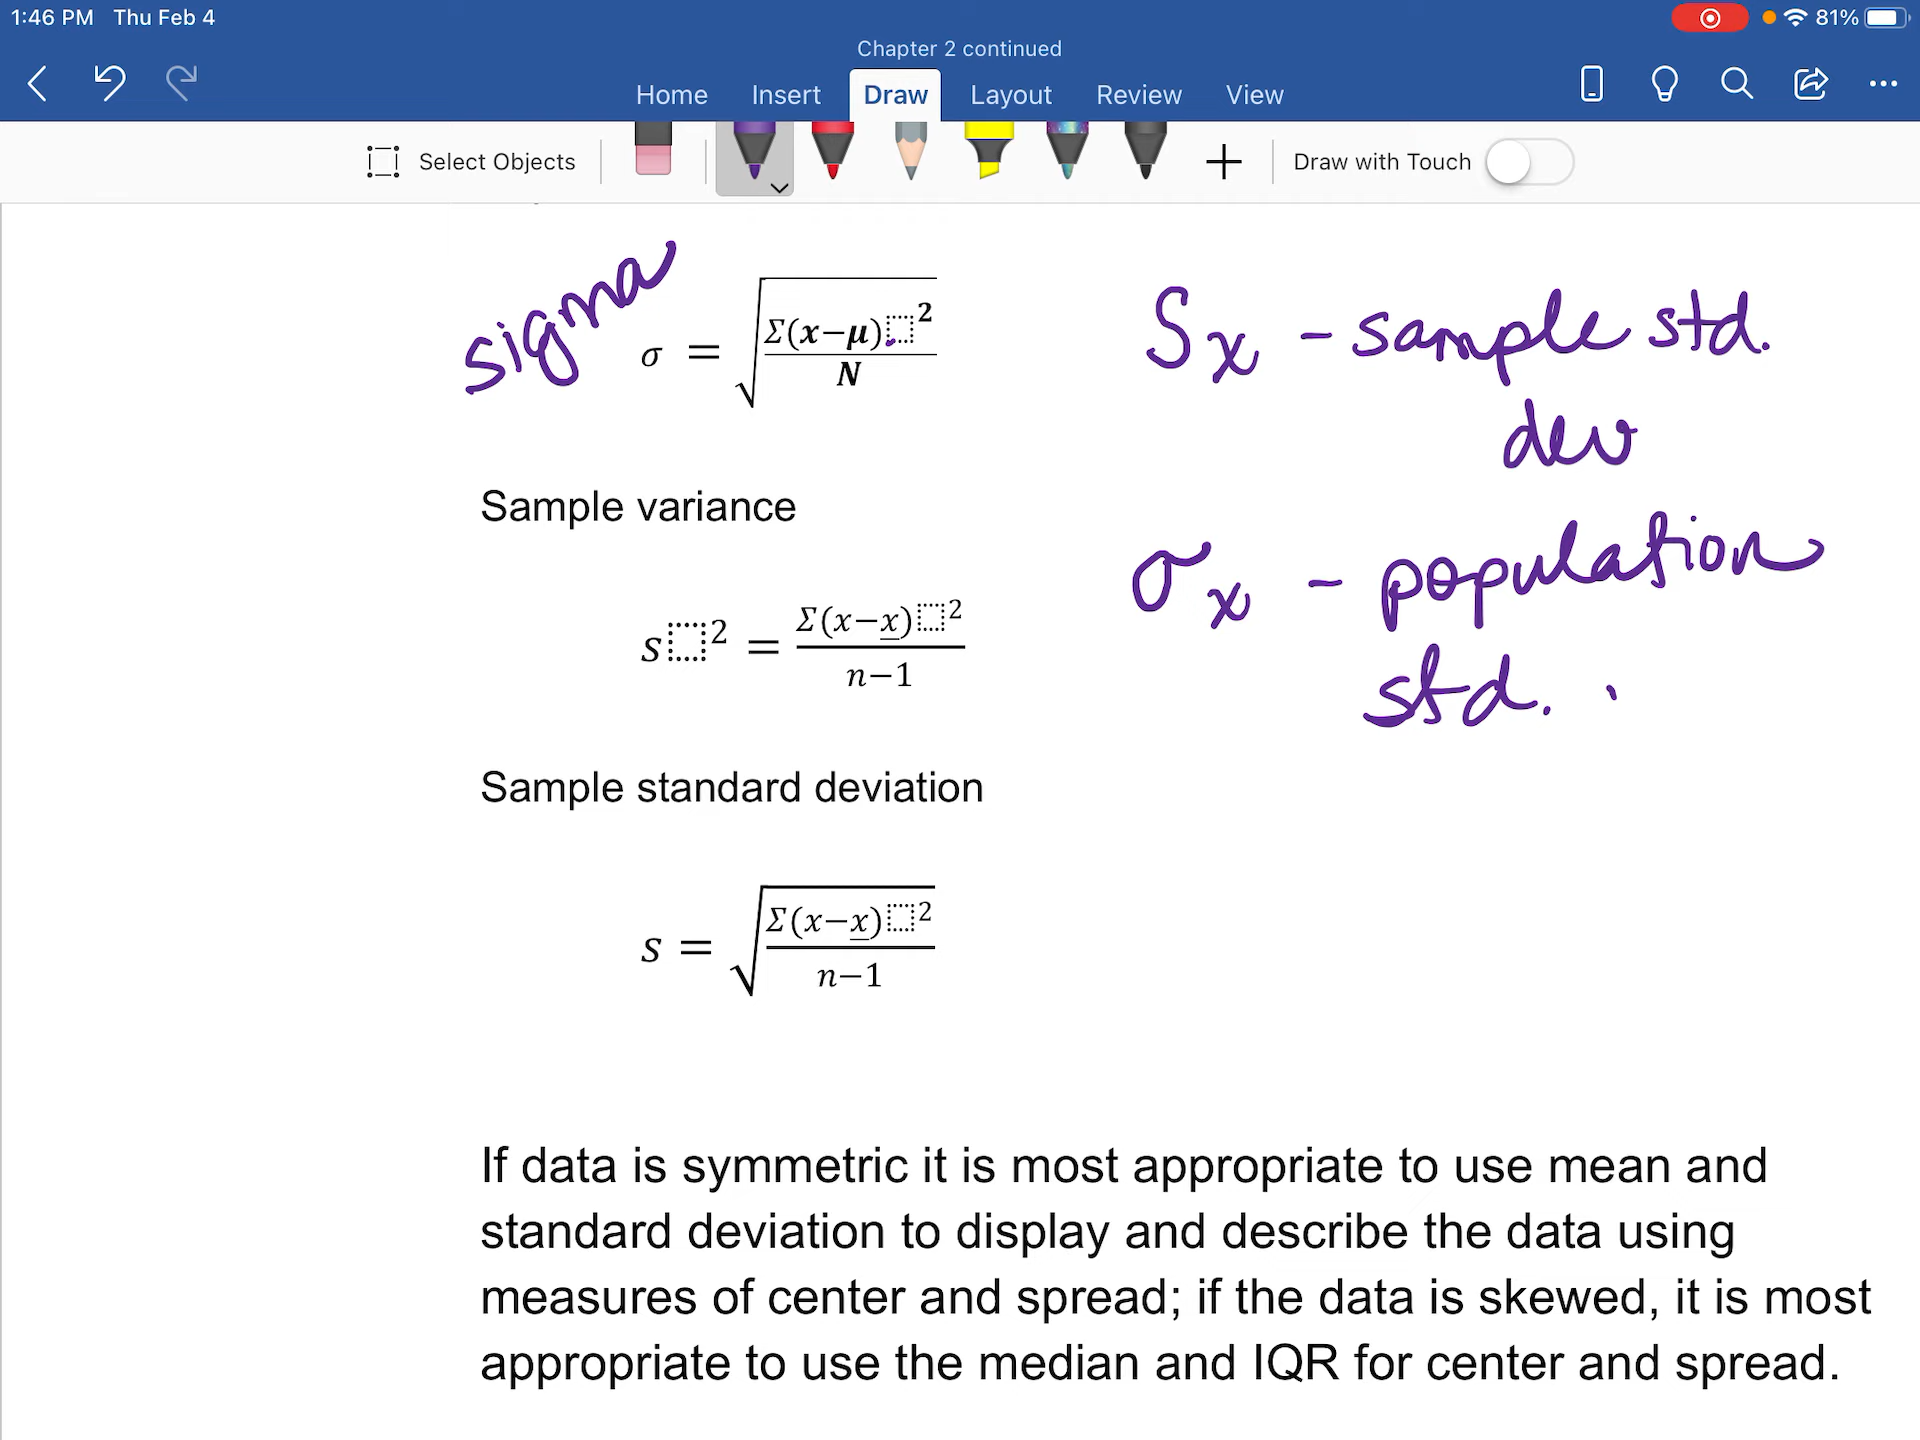 1:46 PM Thu Feb 4
81%
Chapter 2 continued
Home Insert Draw Layout Review View
Select Objects
Draw with Touch
sigma
σ = √(Σ(x−μ)⬚²/N)
Sx - sample std.
dev
Sample variance
σx - population
std.
s⬚² = Σ(x−x̲)⬚²/(n−1)
Sample standard deviation
s = √(Σ(x−x̲)⬚²/(n−1))
If data is symmetric it is most appropriate to use mean and
standard deviation to display and describe the data using
measures of center and spread; if the data is skewed, it is most
appropriate to use the median and IQR for center and spread.